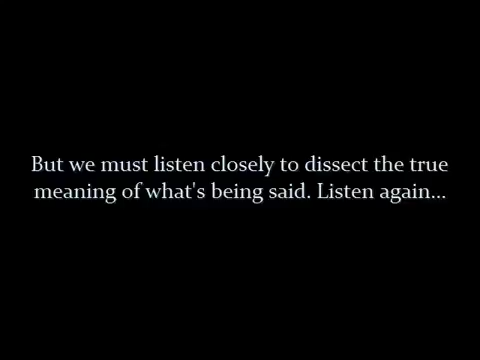 But we must listen closely to dissect the true
meaning of what's being said. Listen again...